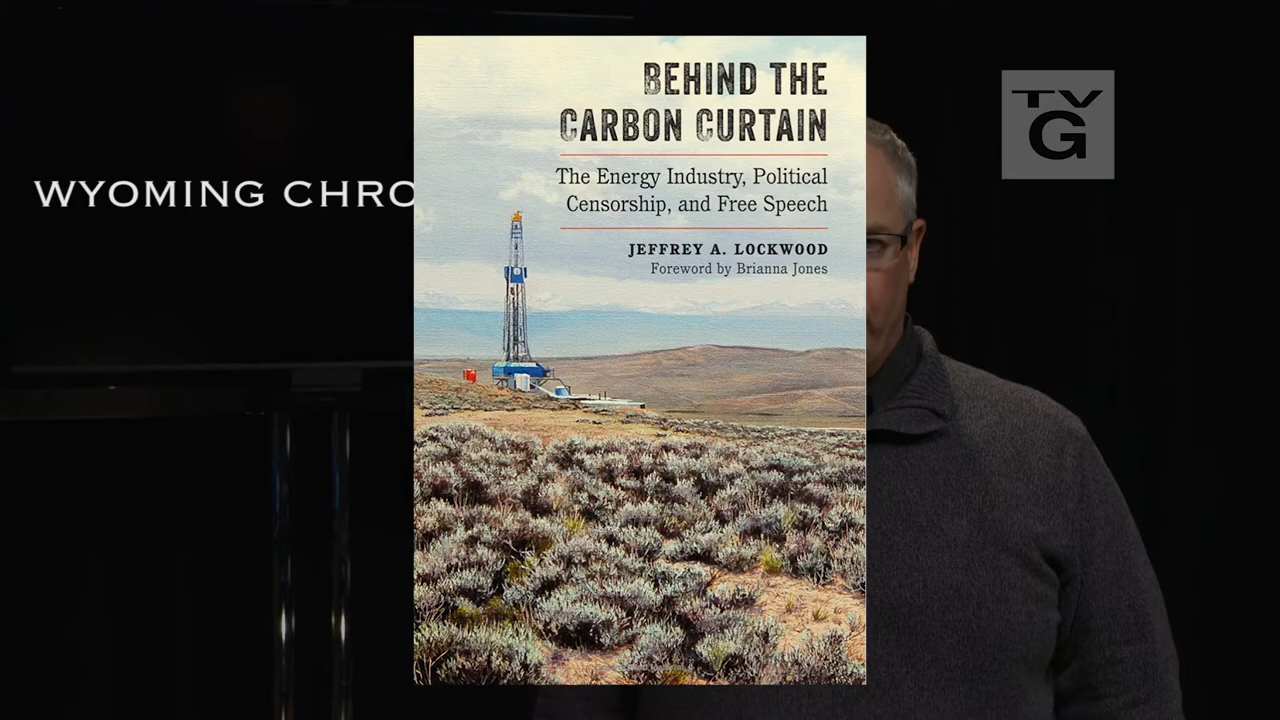 WYOMING CHRO
BEHIND THE
CARBON CURTAIN
The Energy Industry, Political
Censorship, and Free Speech
JEFFREY A. LOCKWOOD
Foreword by Brianna Jones
TV
G